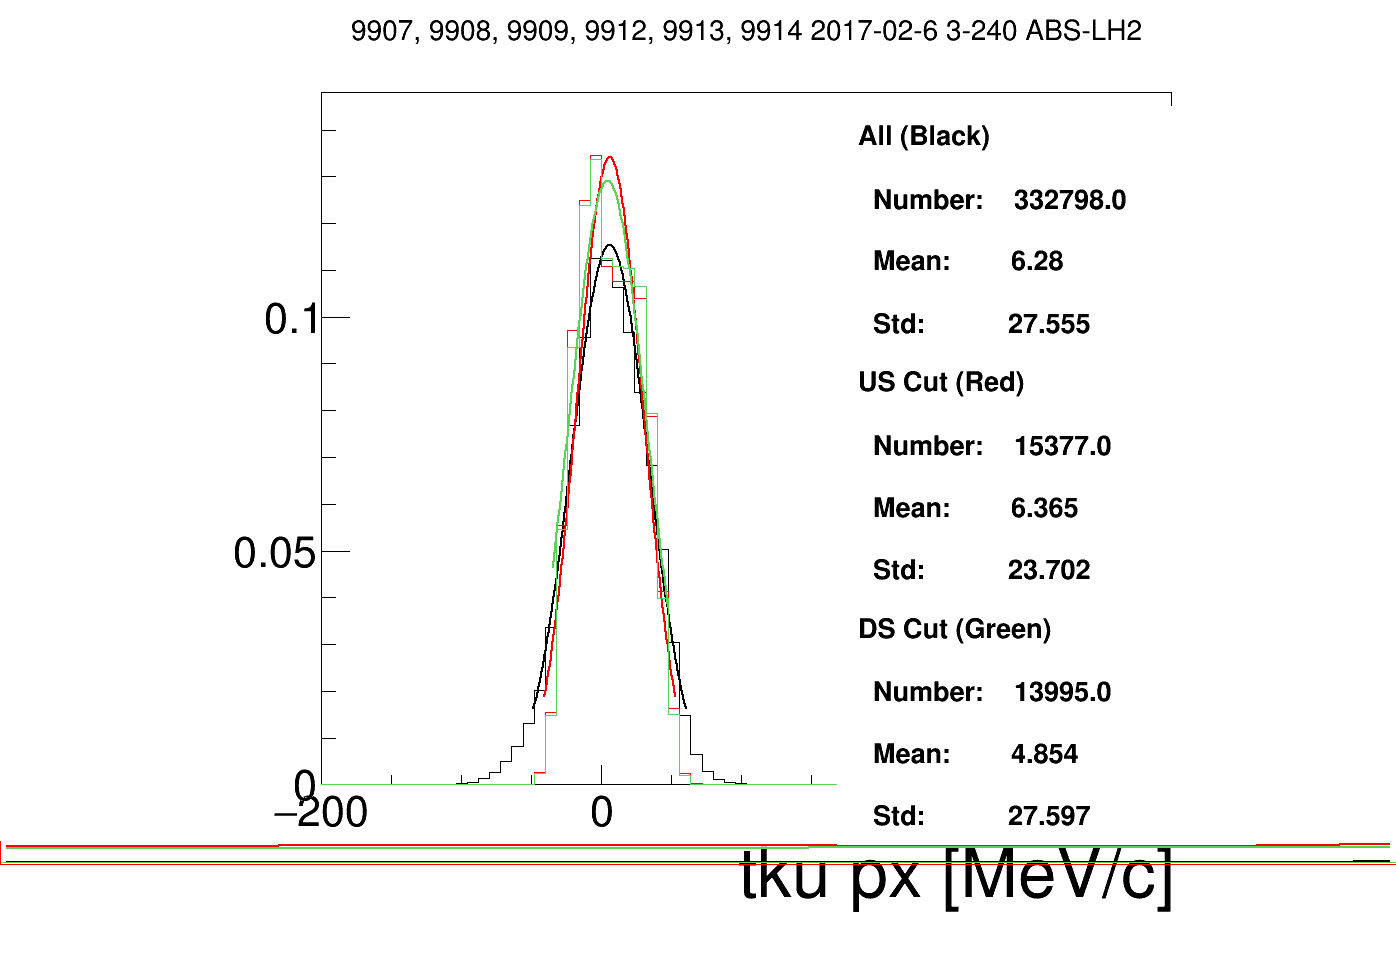 9907, 9908, 9909, 9912, 9913, 9914 2017-02-6 3-240 ABS-LH2
All (Black)
Number: 332798.0
Mean: 6.28
Std: 27.555
US Cut (Red)
Number: 15377.0
Mean: 6.365
Std: 23.702
DS Cut (Green)
Number: 13995.0
Mean: 4.854
Std: 27.597
0.1
0.05
0
−200
0
tku px [MeV/c]